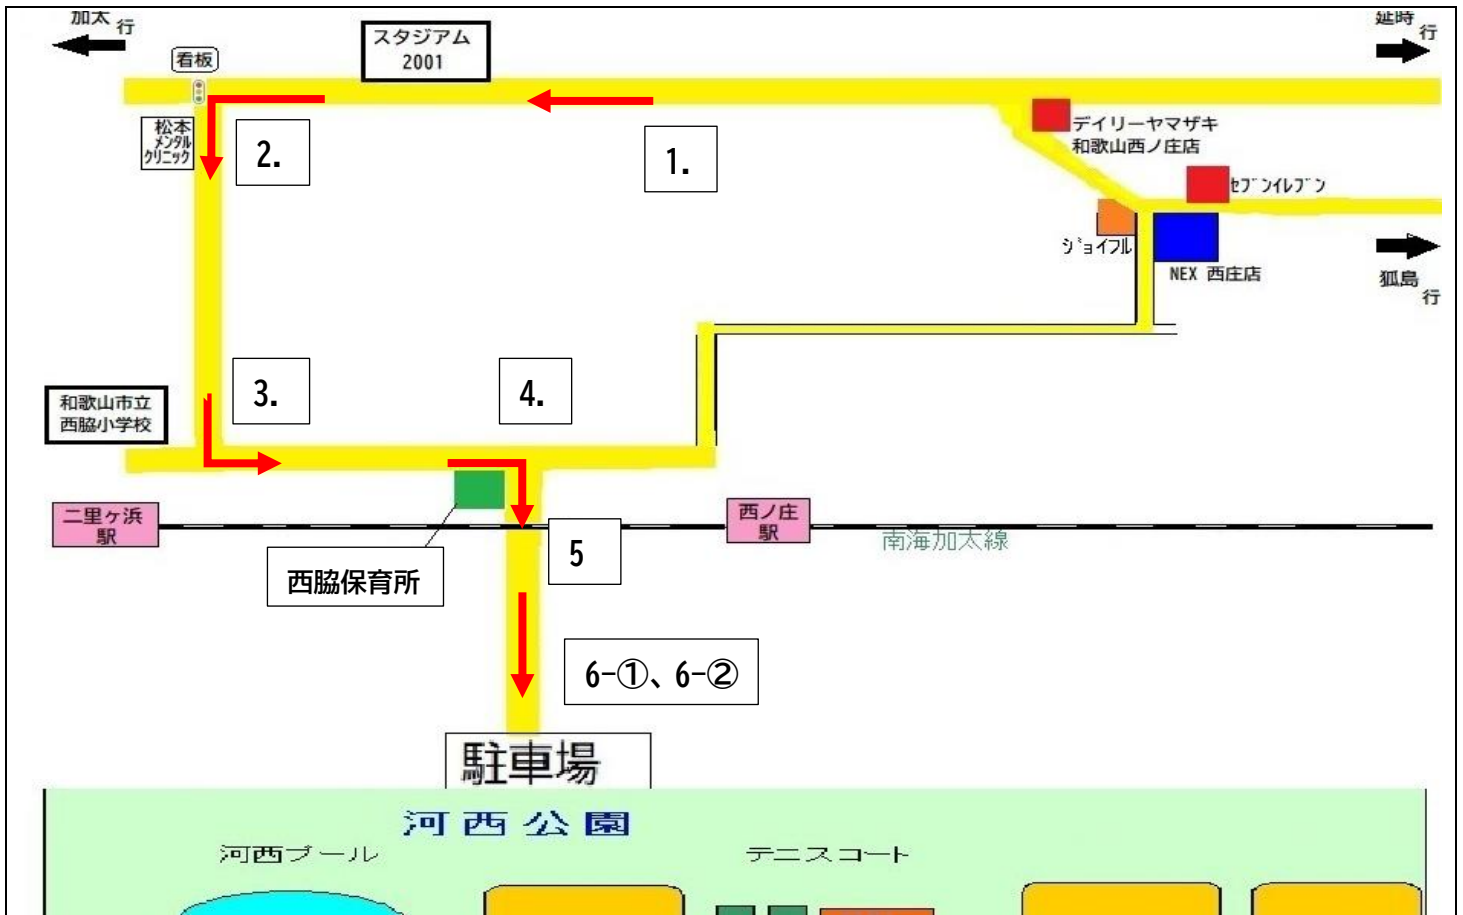 加太 行
延時 行
看板
スタジアム
2001
松本
メンタル
クリニック
2.
1.
デイリーヤマザキ
和歌山西ノ庄店
セブンイレブン
ジョイフル
NEX 西庄店
狐島 行
3.
4.
和歌山市立
西脇小学校
二里ヶ浜
駅
西ノ庄
駅
南海加太線
5
西脇保育所
6-①、6-②
駐車場
河西公園
河西プール
テニスコート